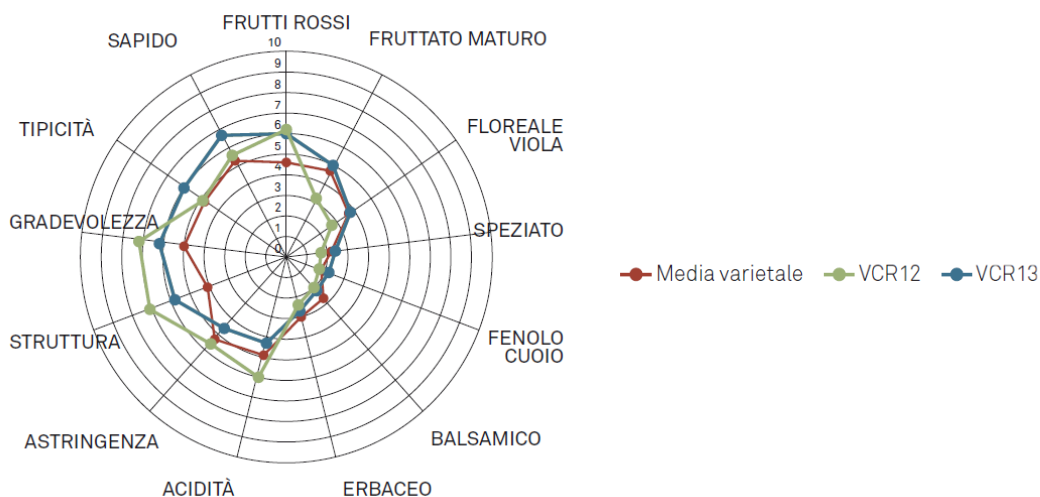 FRUTTI ROSSI
FRUTTATO MATURO
FLOREALE
VIOLA
SPEZIATO
FENOLO
CUOIO
BALSAMICO
ERBACEO
ACIDITÀ
ASTRINGENZA
STRUTTURA
GRADEVOLEZZA
TIPICITÀ
SAPIDO
10
9
8
7
6
5
4
3
2
1
0
Media varietale
VCR12
VCR13